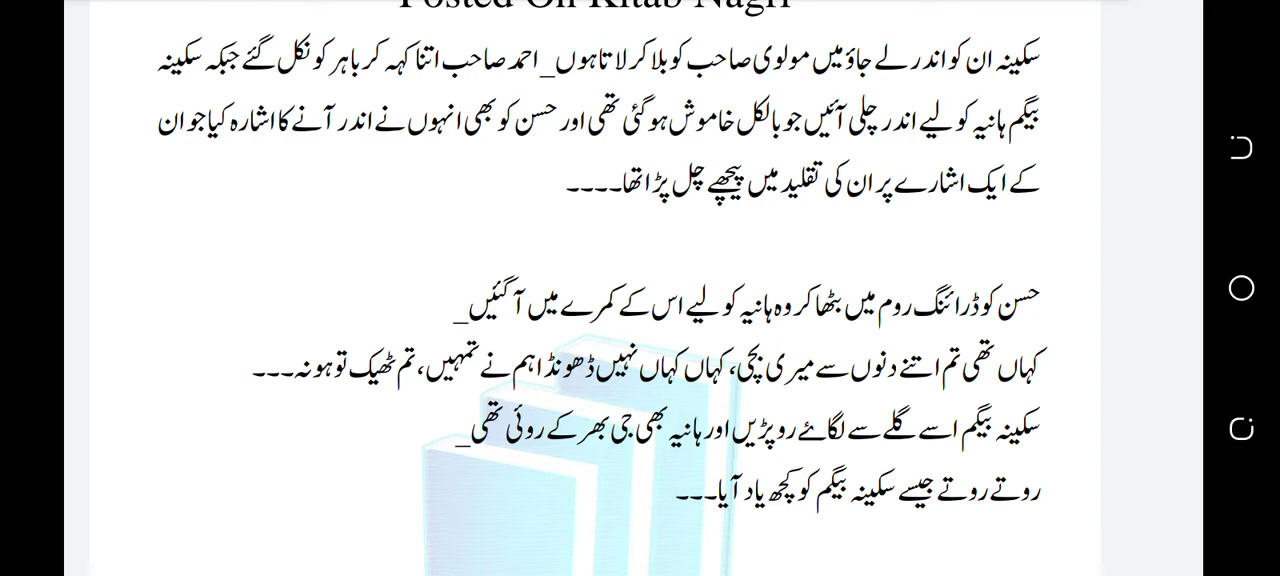 Posted On Kitab Nagri
سکینہ ان کو اندر لے جاؤ میں مولوی صاحب کو بلا کر لاتا ہوں_ احمد صاحب اتنا کہہ کر باہر کو نکل گئے جبکہ سکینہ
بیگم ہانیہ کو لیے اندر چلی آئیں جو بالکل خاموش ہو گئی تھی اور حسن کو بھی انہوں نے اندر آنے کا اشارہ کیا جو ان
کے ایک اشارے پر ان کی تقلید میں پیچھے چل پڑا تھا۔۔۔۔
حسن کو ڈرائنگ روم میں بٹھا کر وہ ہانیہ کو لیے اس کے کمرے میں آگئیں_
کہاں تھی تم اتنے دنوں سے میری بچی، کہاں کہاں نہیں ڈھونڈا ہم نے تمہیں، تم ٹھیک تو ہو نہ۔۔۔
سکینہ بیگم اسے گلے سے لگائے رو پڑیں اور ہانیہ بھی جی بھر کے روئی تھی_
روتے روتے جیسے سکینہ بیگم کو کچھ یاد آیا۔۔۔